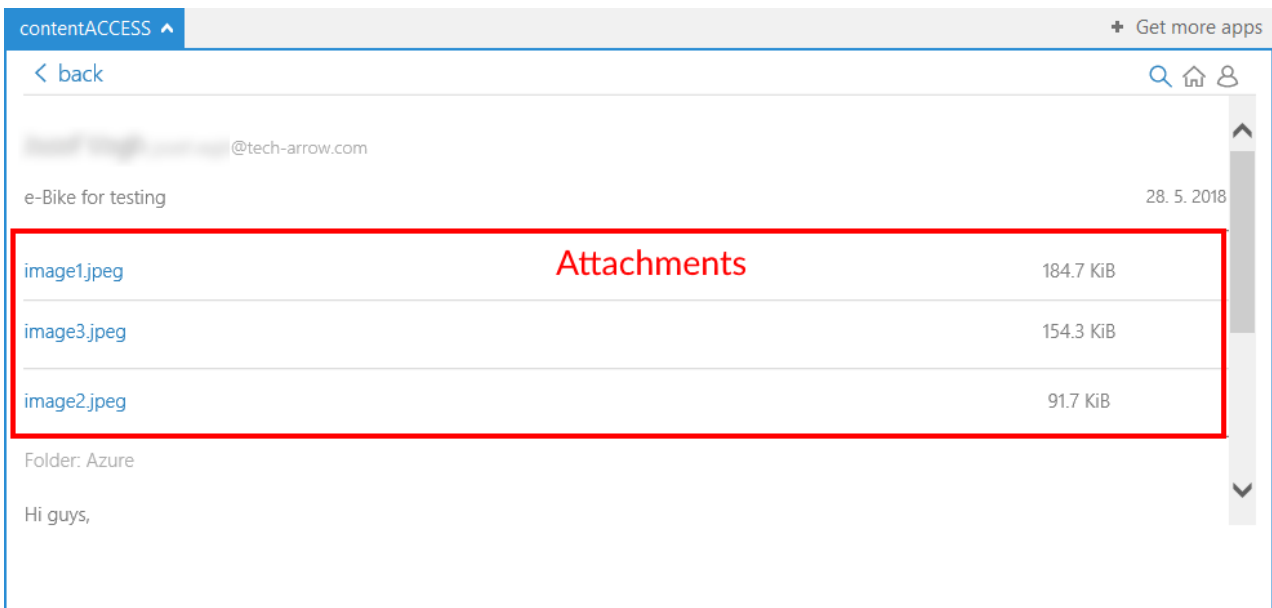 contentACCESS
+ Get more apps
back
@tech-arrow.com
e-Bike for testing 28. 5. 2018
Attachments
image1.jpeg 184.7 KiB
image3.jpeg 154.3 KiB
image2.jpeg 91.7 KiB
Folder: Azure
Hi guys,